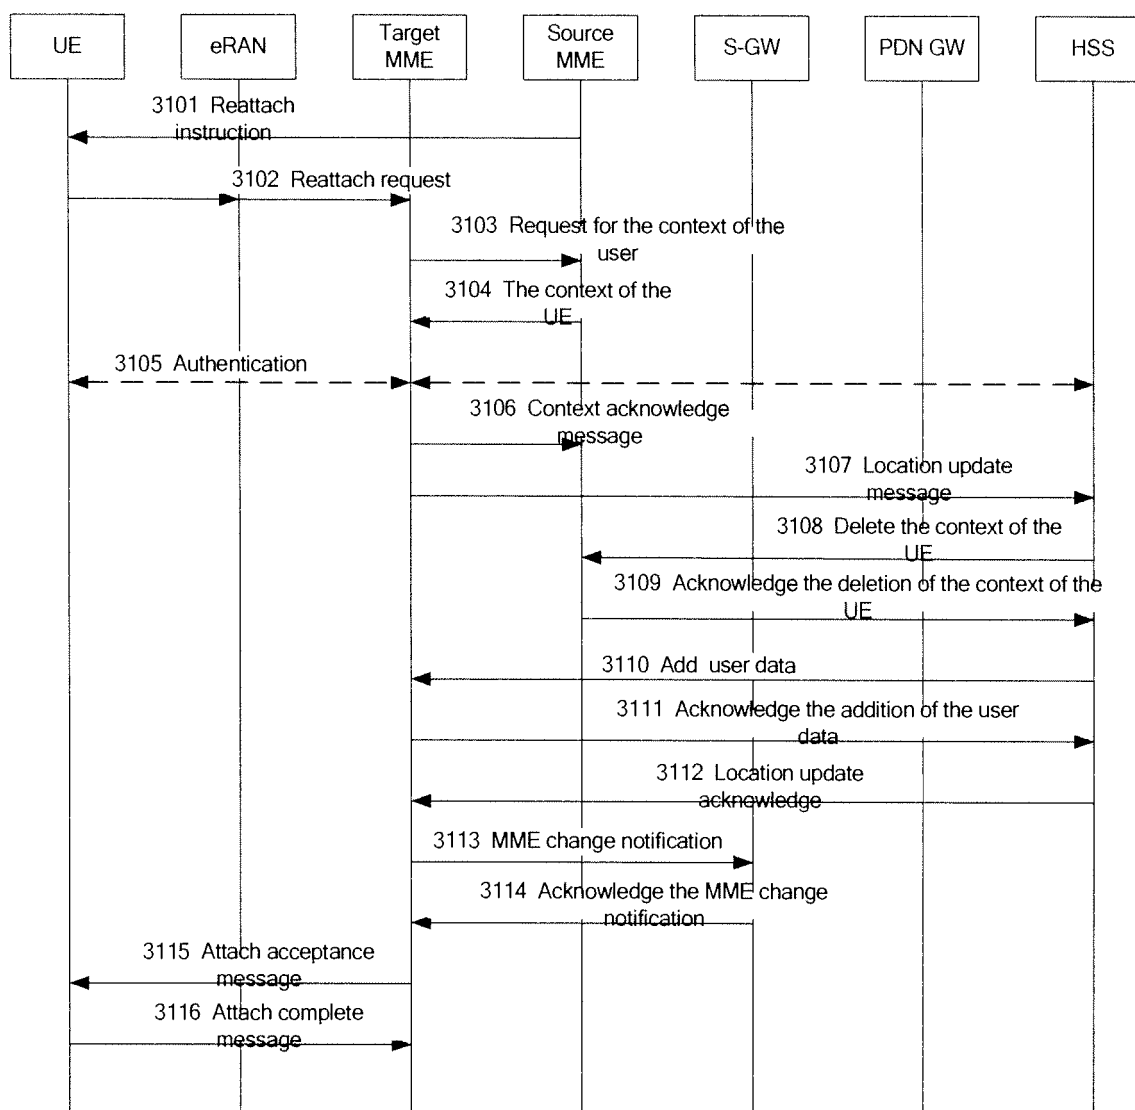 UE
eRAN
Target
MME
Source
MME
S-GW
PDN GW
HSS
3101 Reattach
instruction
3102 Reattach request
3103 Request for the context of the
user
3104 The context of the
UE
3105 Authentication
3106 Context acknowledge
message
3107 Location update
message
3108 Delete the context of the
UE
3109 Acknowledge the deletion of the context of the
UE
3110 Add user data
3111 Acknowledge the addition of the user
data
3112 Location update
acknowledge
3113 MME change notification
3114 Acknowledge the MME change
notification
3115 Attach acceptance
message
3116 Attach complete
message